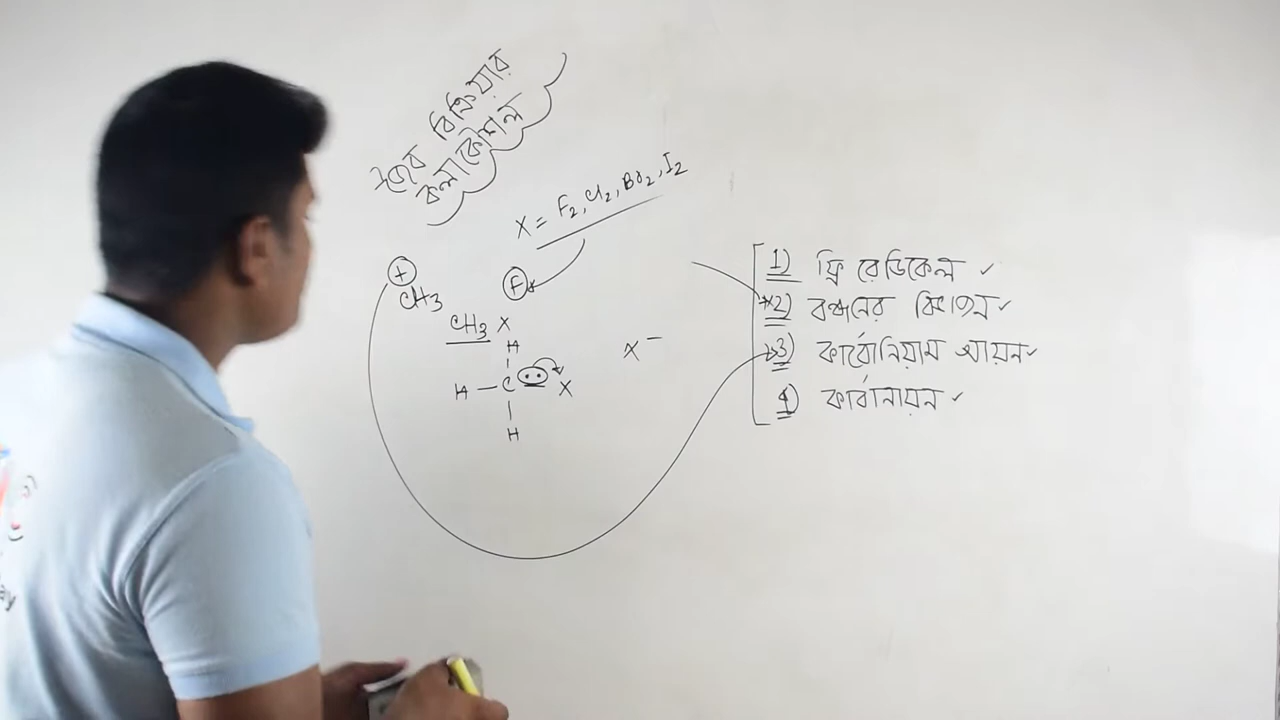 জৈব বিক্রিয়ার
কলাকৌশল
X = F2, Cl2, Br2, I2
+
CH3
F
CH3 X
H
H — C X
H
X⁻
1) ফ্রি রেডিকেল ✓
2) বন্ধনের বিভাজন ✓
3) কার্বোনিয়াম আয়ন ✓
4) কার্বানায়ন ✓